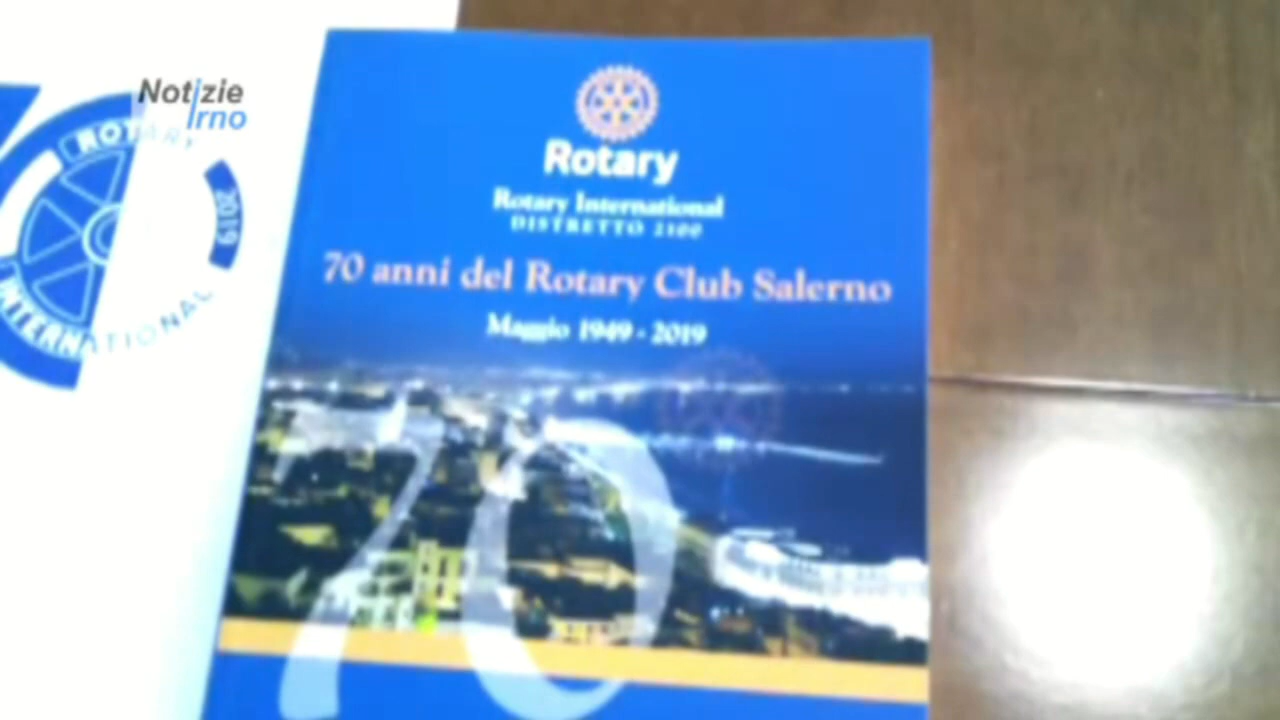 Notizie
Irno
ROTARY
2019
INTERNATIONAL
Rotary
Rotary International
DISTRETTO 2100
70 anni del Rotary Club Salerno
Maggio 1949 - 2019
70